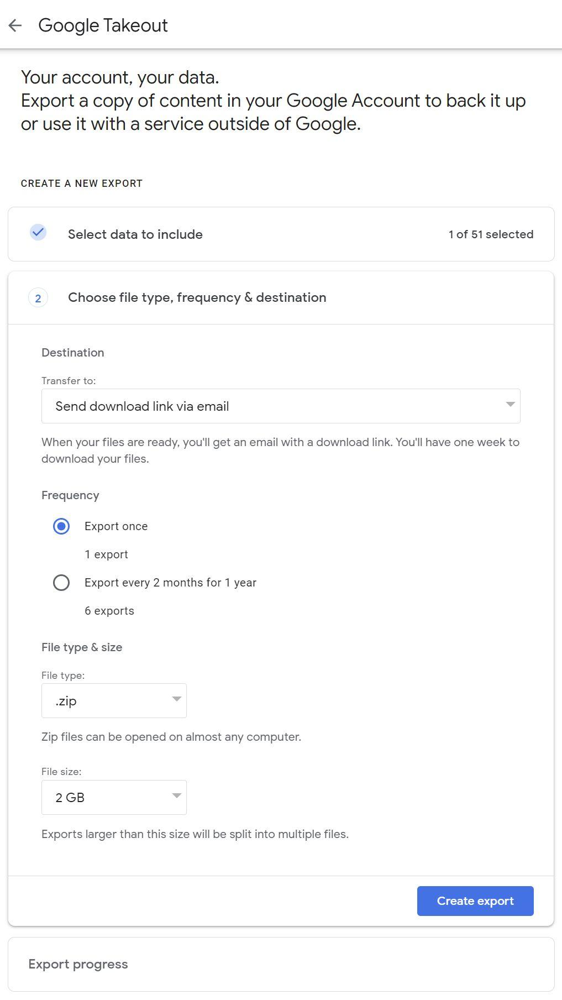 Google Takeout
Your account, your data.
Export a copy of content in your Google Account to back it up
or use it with a service outside of Google.
CREATE A NEW EXPORT
Select data to include
1 of 51 selected
2
Choose file type, frequency & destination
Destination
Transfer to:
Send download link via email
When your files are ready, you'll get an email with a download link. You'll have one week to
download your files.
Frequency
Export once
1 export
Export every 2 months for 1 year
6 exports
File type & size
File type:
.zip
Zip files can be opened on almost any computer.
File size:
2 GB
Exports larger than this size will be split into multiple files.
Create export
Export progress